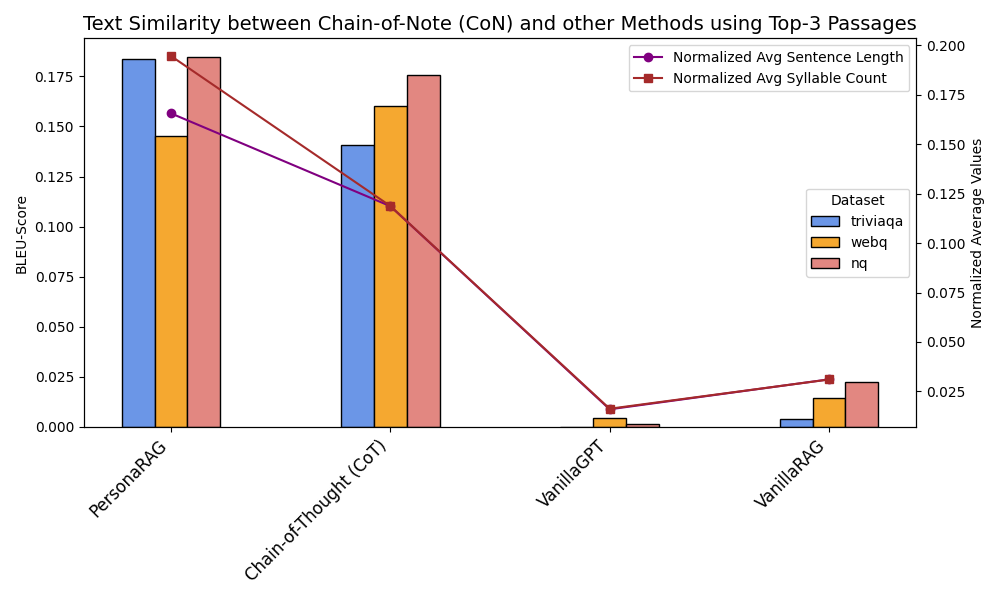 Text Similarity between Chain-of-Note (CoN) and other Methods using Top-3 Passages
Normalized Avg Sentence Length
Normalized Avg Syllable Count
Dataset
triviaqa
webq
nq
BLEU-Score
0.175
0.150
0.125
0.100
0.075
0.050
0.025
0.000
0.200
0.175
0.150
0.125
0.100
0.075
0.050
0.025
Normalized Average Values
PersonaRAG
Chain-of-Thought (CoT)
VanillaGPT
VanillaRAG